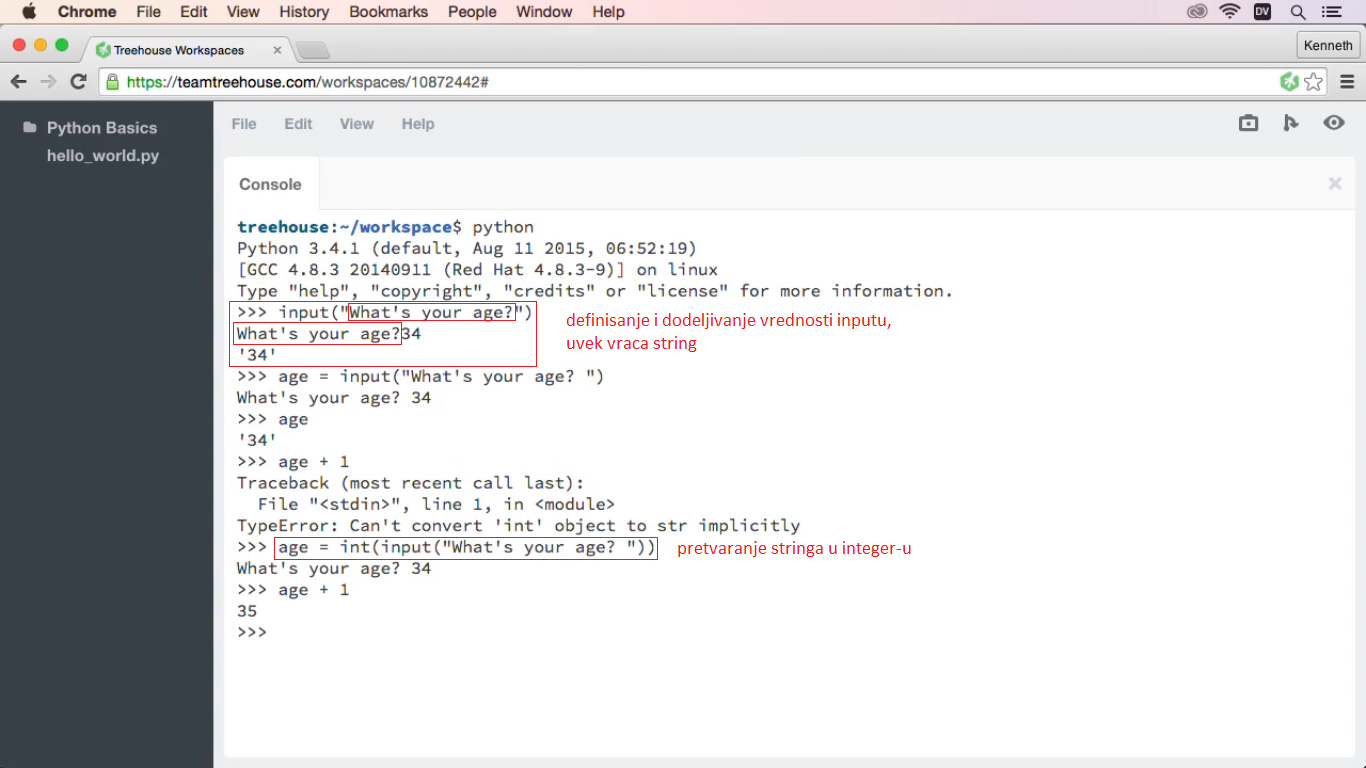 Chrome File Edit View History Bookmarks People Window Help DV
Treehouse Workspaces
Kenneth
https://teamtreehouse.com/workspaces/10872442#
Python Basics
hello_world.py
File Edit View Help
Console
treehouse:~/workspace$ python
Python 3.4.1 (default, Aug 11 2015, 06:52:19)
[GCC 4.8.3 20140911 (Red Hat 4.8.3-9)] on linux
Type "help", "copyright", "credits" or "license" for more information.
>>> input("What's your age?")
What's your age?34
'34'
definisanje i dodeljivanje vrednosti inputu,
uvek vraca string
>>> age = input("What's your age? ")
What's your age? 34
>>> age
'34'
>>> age + 1
Traceback (most recent call last):
  File "<stdin>", line 1, in <module>
TypeError: Can't convert 'int' object to str implicitly
>>> age = int(input("What's your age? "))
pretvaranje stringa u integer-u
What's your age? 34
>>> age + 1
35
>>>